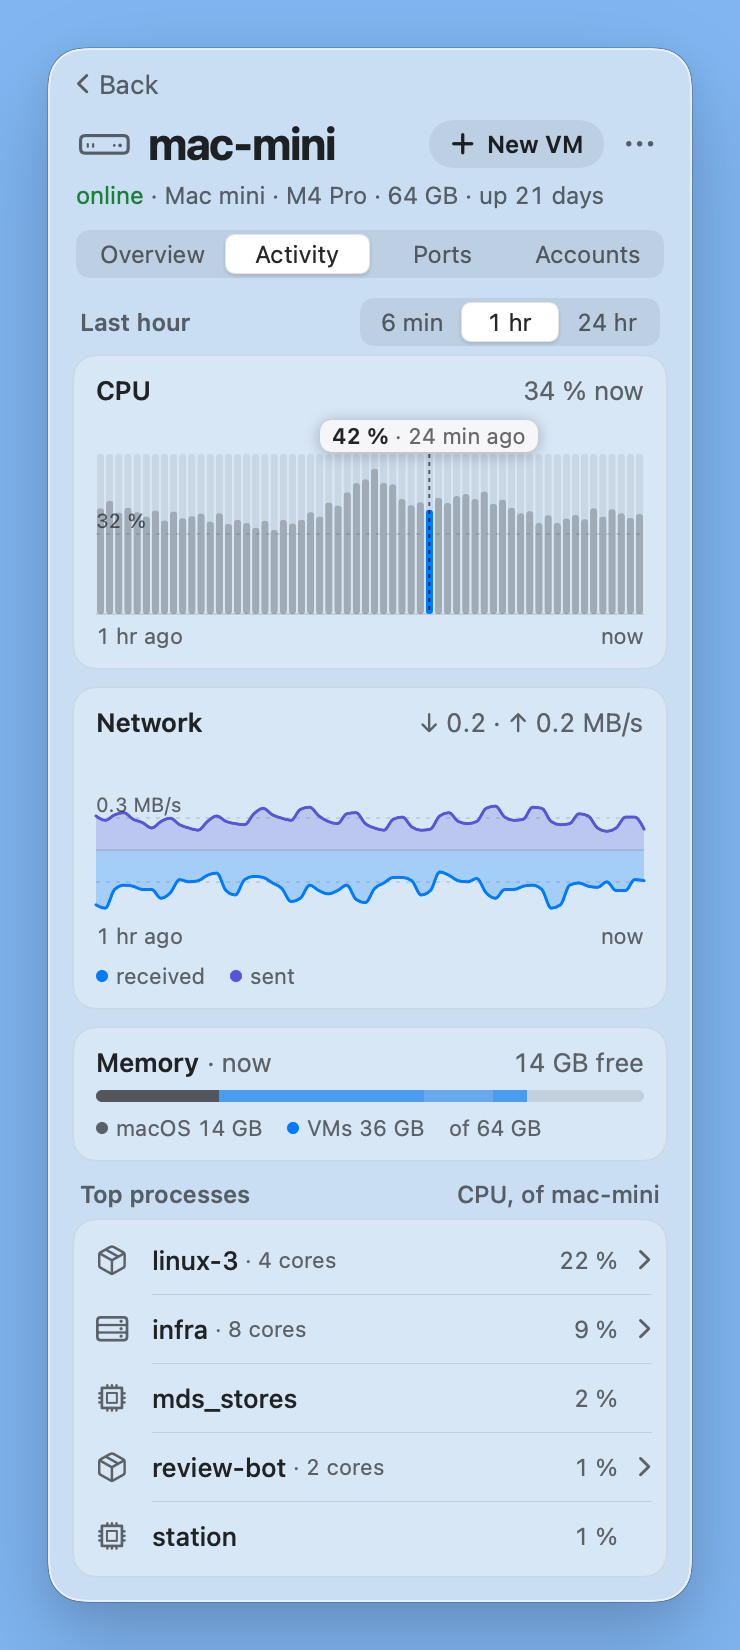 Back
mac-mini
New VM
online · Mac mini · M4 Pro · 64 GB · up 21 days
Overview Activity Ports Accounts
Last hour 6 min 1 hr 24 hr
CPU 34 % now
42 % · 24 min ago
32 %
1 hr ago now
Network ↓ 0.2 · ↑ 0.2 MB/s
0.3 MB/s
1 hr ago now
received sent
Memory · now 14 GB free
macOS 14 GB VMs 36 GB of 64 GB
Top processes CPU, of mac-mini
linux-3 · 4 cores 22 %
infra · 8 cores 9 %
mds_stores 2 %
review-bot · 2 cores 1 %
station 1 %